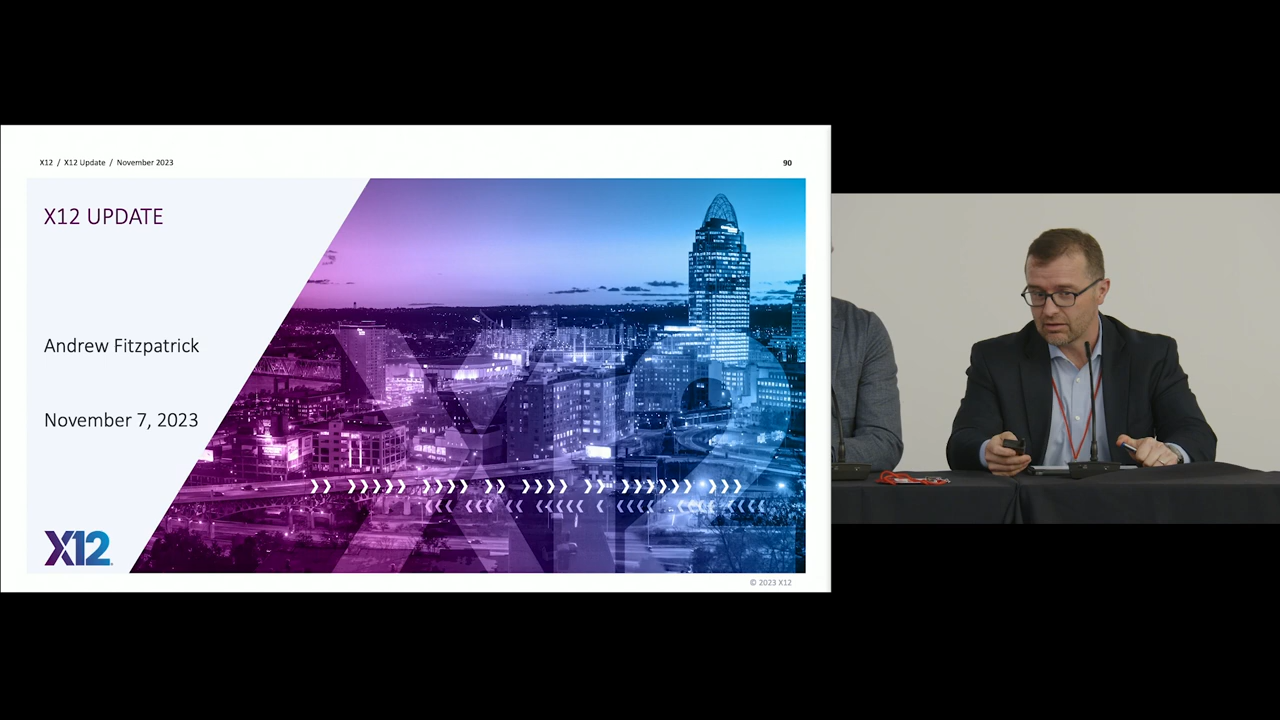 X12 / X12 Update / November 2023
90
X12 UPDATE
Andrew Fitzpatrick
November 7, 2023
X12
© 2023 X12